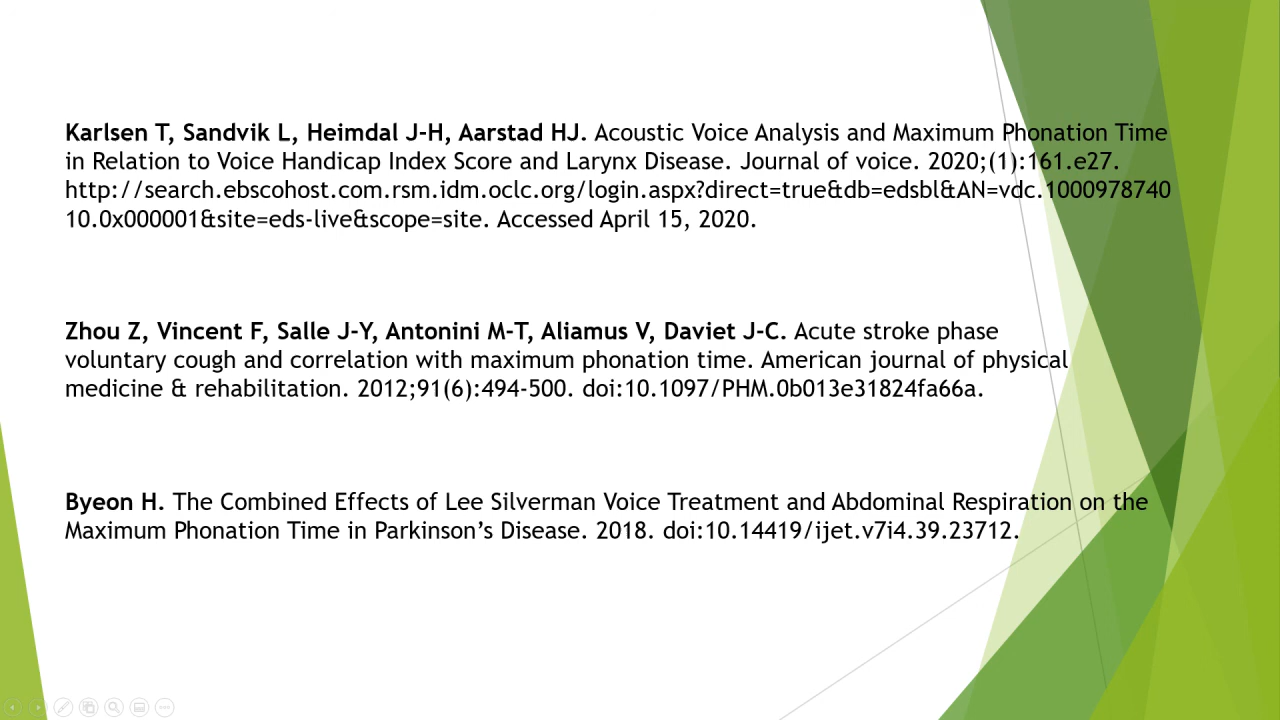 Karlsen T, Sandvik L, Heimdal J-H, Aarstad HJ. Acoustic Voice Analysis and Maximum Phonation Time
in Relation to Voice Handicap Index Score and Larynx Disease. Journal of voice. 2020;(1):161.e27.
http://search.ebscohost.com.rsm.idm.oclc.org/login.aspx?direct=true&db=edsbl&AN=vdc.1000978740
10.0x000001&site=eds-live&scope=site. Accessed April 15, 2020.
Zhou Z, Vincent F, Salle J-Y, Antonini M-T, Aliamus V, Daviet J-C. Acute stroke phase
voluntary cough and correlation with maximum phonation time. American journal of physical
medicine & rehabilitation. 2012;91(6):494-500. doi:10.1097/PHM.0b013e31824fa66a.
Byeon H. The Combined Effects of Lee Silverman Voice Treatment and Abdominal Respiration on the
Maximum Phonation Time in Parkinson’s Disease. 2018. doi:10.14419/ijet.v7i4.39.23712.